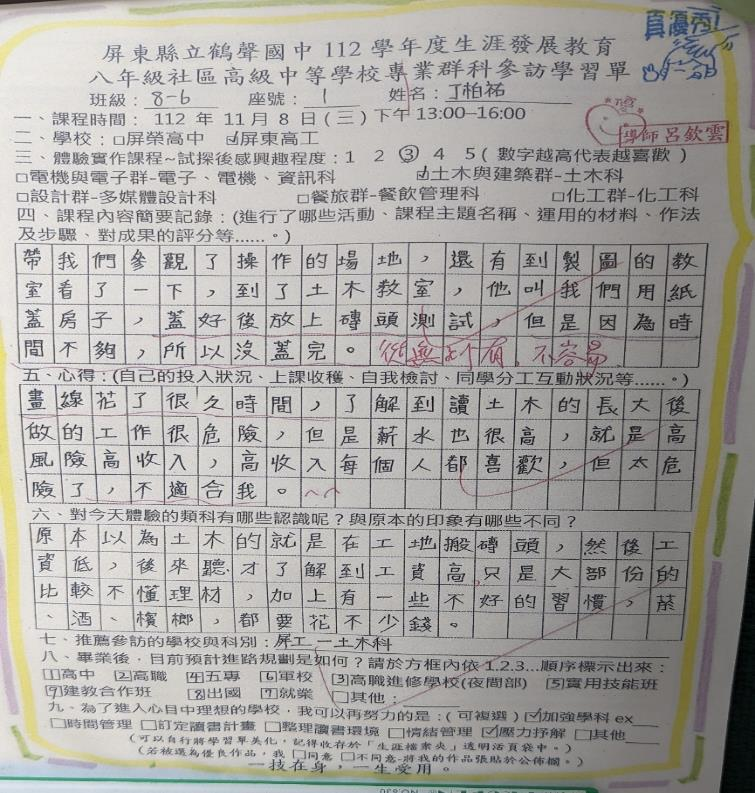 真優秀!
屏東縣立鶴聲國中 112 學年度生涯發展教育
八年級社區高級中等學校專業群科參訪學習單
班級：8-6 座號：1 姓名：丁柏祐
一、課程時間： 112 年 11 月 8 日(三)下午13:00–16:00
導師 呂欽雲
二、學校：□屏榮高中 ☑屏東高工
三、體驗實作課程~試探後感興趣程度：1 2 ③ 4 5（數字越高代表越喜歡）
□電機與電子群-電子、電機、資訊科 ☑土木與建築群-土木科
□設計群-多媒體設計科 □餐旅群-餐飲管理科 □化工群-化工科
四、課程內容簡要記錄：(進行了哪些活動、課程主題名稱、運用的材料、作法
及步驟、對成果的評分等……。)
帶我們參觀了操作的場地，還有到製圖的教
室看了一下，到了土木教室，他叫我們用紙
蓋房子，蓋好後放上磚頭測試，但是因為時
間不夠，所以沒蓋完。從無到有，不容易
五、心得：(自己的投入狀況、上課收穫、自我檢討、同學分工互動狀況等……。)
畫線花了很久時間，了解到讀土木的長大後
做的工作很危險，但是薪水也很高，就是高
風險高收入，高收入每個人都喜歡，但太危
險了，不適合我。^^
六、對今天體驗的類科有哪些認識呢？與原本的印象有哪些不同？
原本以為土木的就是在工地搬磚頭，然後工
資低，後來聽才了解到工資高，只是大部份的
比較不懂理材，加上有一些不好的習慣，菸
、酒、檳榔，都要花不少錢。
七、推薦參訪的學校與科別：屏工—土木科
八、畢業後，目前預計進路規劃是如何？請於方框內依 1.2.3…順序標示出來：
1高中 2高職 4五專 6軍校 3高職進修學校(夜間部) 5實用技能班
9建教合作班 8出國 7就業 □其他：
九、為了進入心目中理想的學校，我可以再努力的是：(可複選) ☑加強學科 ex
□時間管理 □訂定讀書計畫 □整理讀書環境 □情緒管理 ☑壓力抒解 □其他
(可以自行將學習單美化，記得收存於「生涯檔案夾」透明活頁袋中。)
(若被選為優良作品，我 □同意 □不同意-將我的作品張貼於公佈欄。)
一技在身，一生受用。